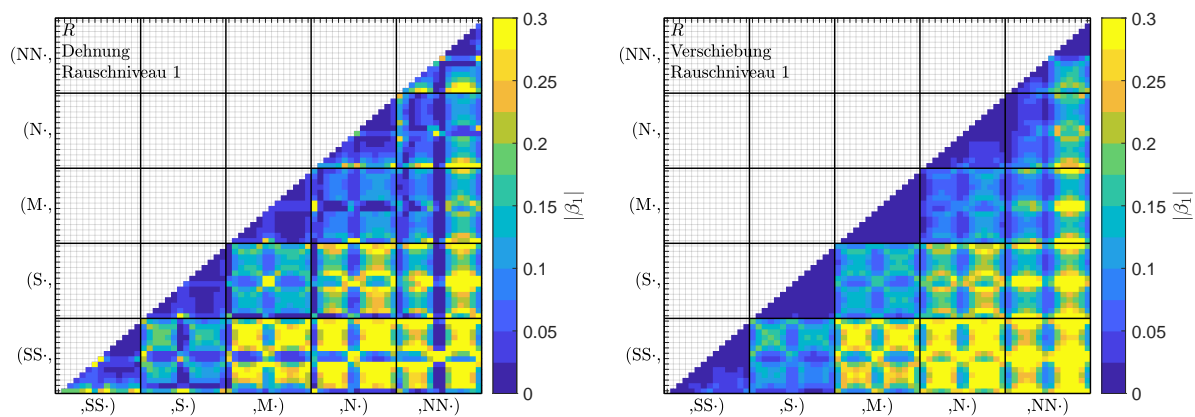 R
Dehnung
Rauschniveau 1
(NN·,
(N·,
(M·,
(S·,
(SS·,
,SS·)
,S·)
,M·)
,N·)
,NN·)
0.3
0.25
0.2
0.15
0.1
0.05
0
|β₁|
R
Verschiebung
Rauschniveau 1
(NN·,
(N·,
(M·,
(S·,
(SS·,
,SS·)
,S·)
,M·)
,N·)
,NN·)
0.3
0.25
0.2
0.15
0.1
0.05
0
|β₁|